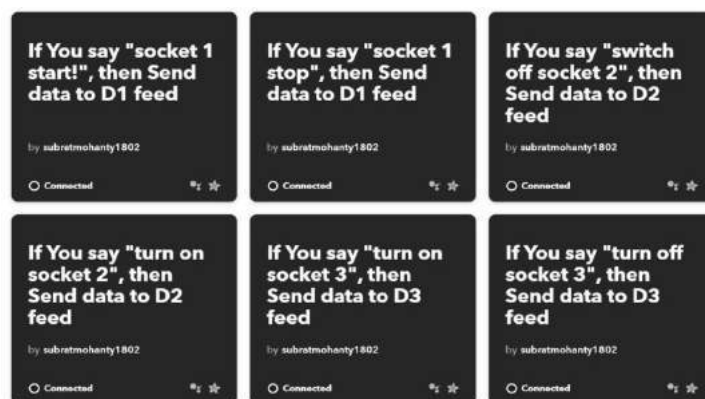 If You say "socket 1
start!", then Send
data to D1 feed
by subratmohanty1802
Connected
If You say "socket 1
stop", then Send
data to D1 feed
by subratmohanty1802
Connected
If You say "switch
off socket 2", then
Send data to D2
feed
by subratmohanty1802
Connected
If You say "turn on
socket 2", then
Send data to D2
feed
by subratmohanty1802
Connected
If You say "turn on
socket 3", then
Send data to D3
feed
by subratmohanty1802
Connected
If You say "turn off
socket 3", then
Send data to D3
feed
by subratmohanty1802
Connected